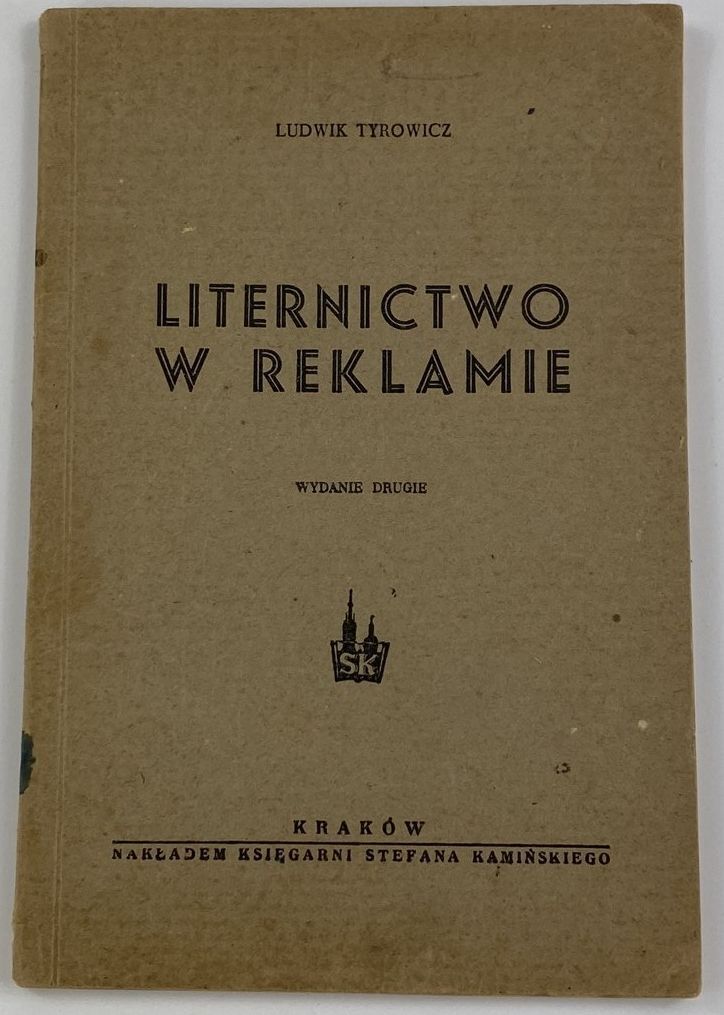 LUDWIK TYROWICZ
LITERNICTWO
W REKLAMIE
WYDANIE DRUGIE
SK
KRAKÓW
NAKŁADEM KSIĘGARNI STEFANA KAMIŃSKIEGO